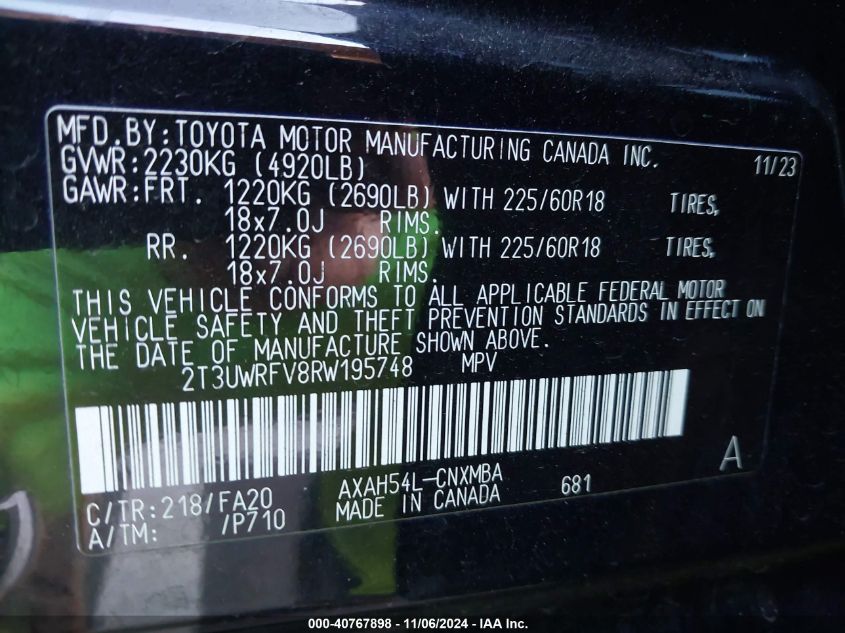 MFD.BY:TOYOTA MOTOR MANUFACTURING CANADA INC. 11/23
GVWR:2230KG (4920LB)
GAWR:FRT. 1220KG (2690LB) WITH 225/60R18 TIRES,
18x7.0J RIMS.
RR. 1220KG (2690LB) WITH 225/60R18 TIRES,
18x7.0J RIMS.
THIS VEHICLE CONFORMS TO ALL APPLICABLE FEDERAL MOTOR
VEHICLE SAFETY AND THEFT PREVENTION STANDARDS IN EFFECT ON
THE DATE OF MANUFACTURE SHOWN ABOVE.
2T3UWRFV8RW195748 MPV
A
C/TR:218/FA20 AXAH54L-CNXMBA 681
A/TM: /P710 MADE IN CANADA
000-40767898 - 11/06/2024 - IAA Inc.